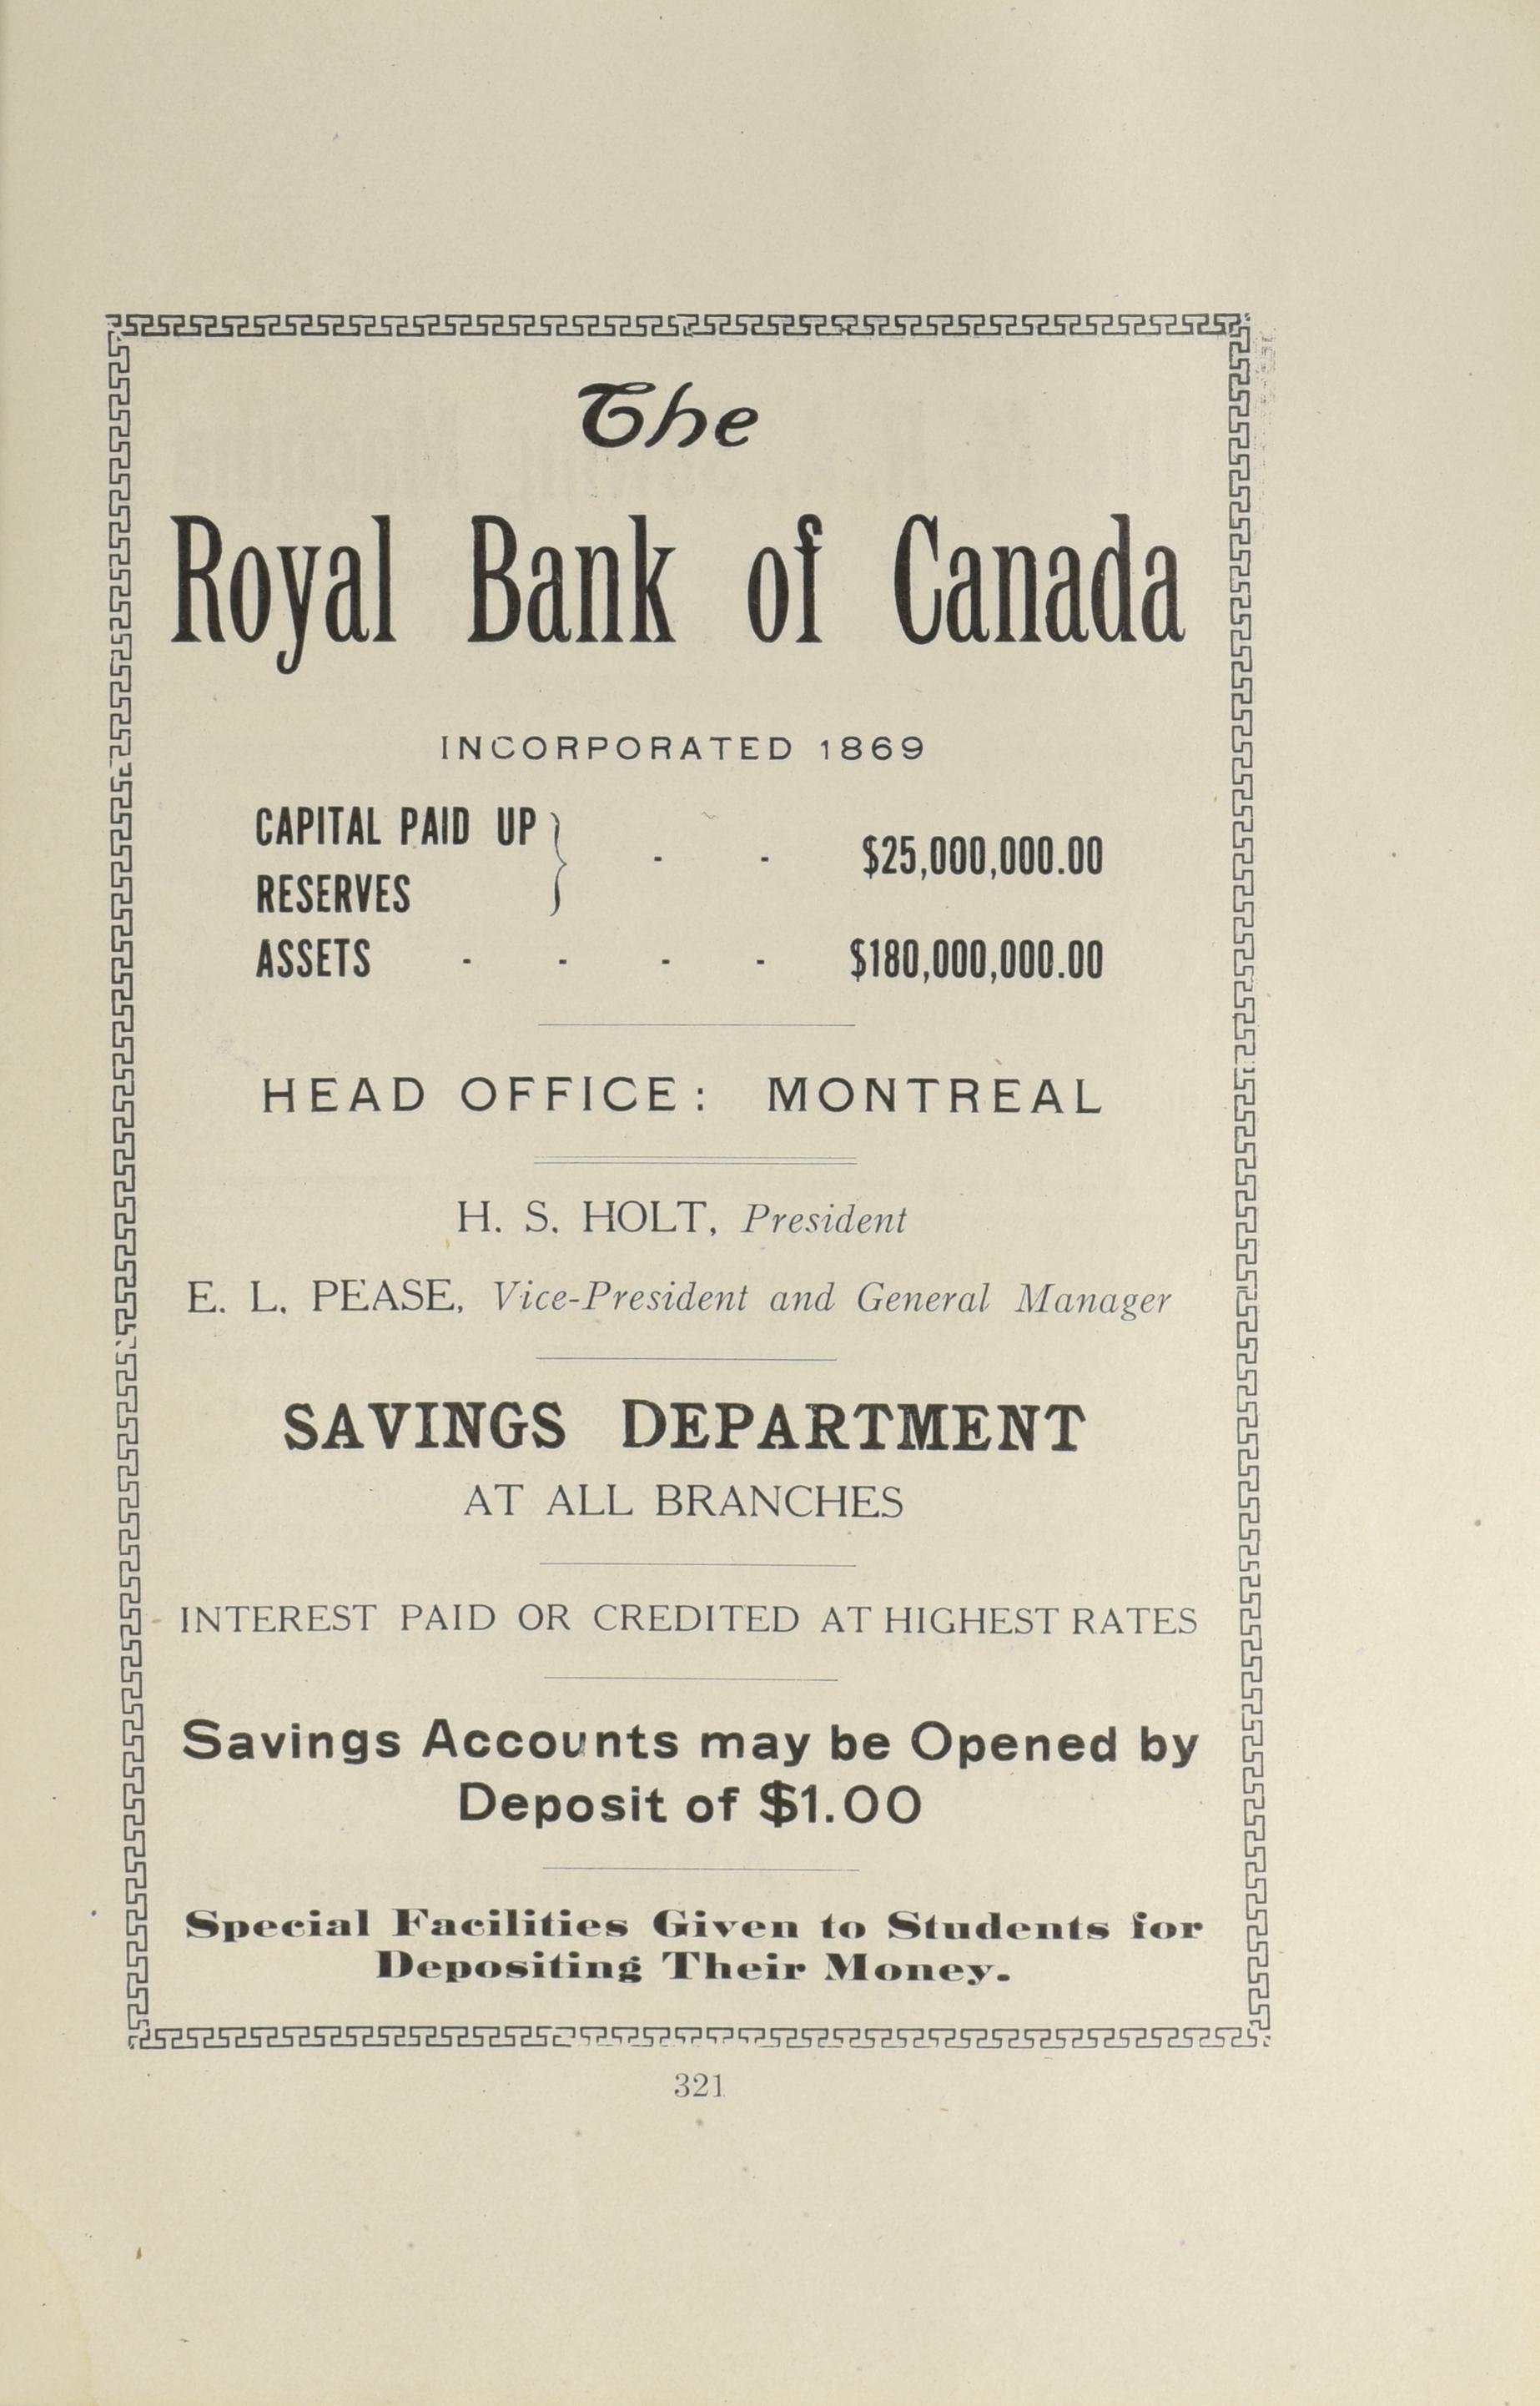 The
Royal Bank of Canada
INCORPORATED 1869
CAPITAL PAID UP
RESERVES } - - $25,000,000.00
ASSETS - - - - $180,000,000.00
HEAD OFFICE: MONTREAL
H. S. HOLT, President
E. L. PEASE, Vice-President and General Manager
SAVINGS DEPARTMENT
AT ALL BRANCHES
INTEREST PAID OR CREDITED AT HIGHEST RATES
Savings Accounts may be Opened by
Deposit of $1.00
Special Facilities Given to Students for
Depositing Their Money.
321